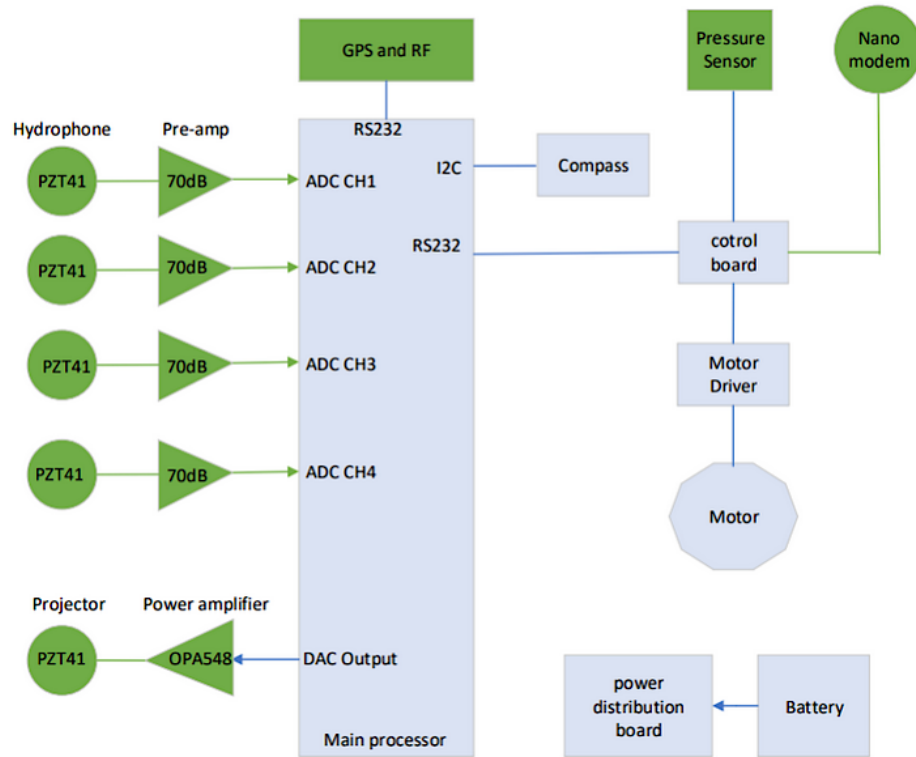 GPS and RF
Pressure
Sensor
Nano
modem
Hydrophone
Pre-amp
RS232
PZT41
70dB
ADC CH1
I2C
Compass
RS232
cotrol
board
PZT41
70dB
ADC CH2
PZT41
70dB
ADC CH3
Motor
Driver
PZT41
70dB
ADC CH4
Motor
Projector
Power amplifier
PZT41
OPA548
DAC Output
power
distribution
board
Battery
Main processor